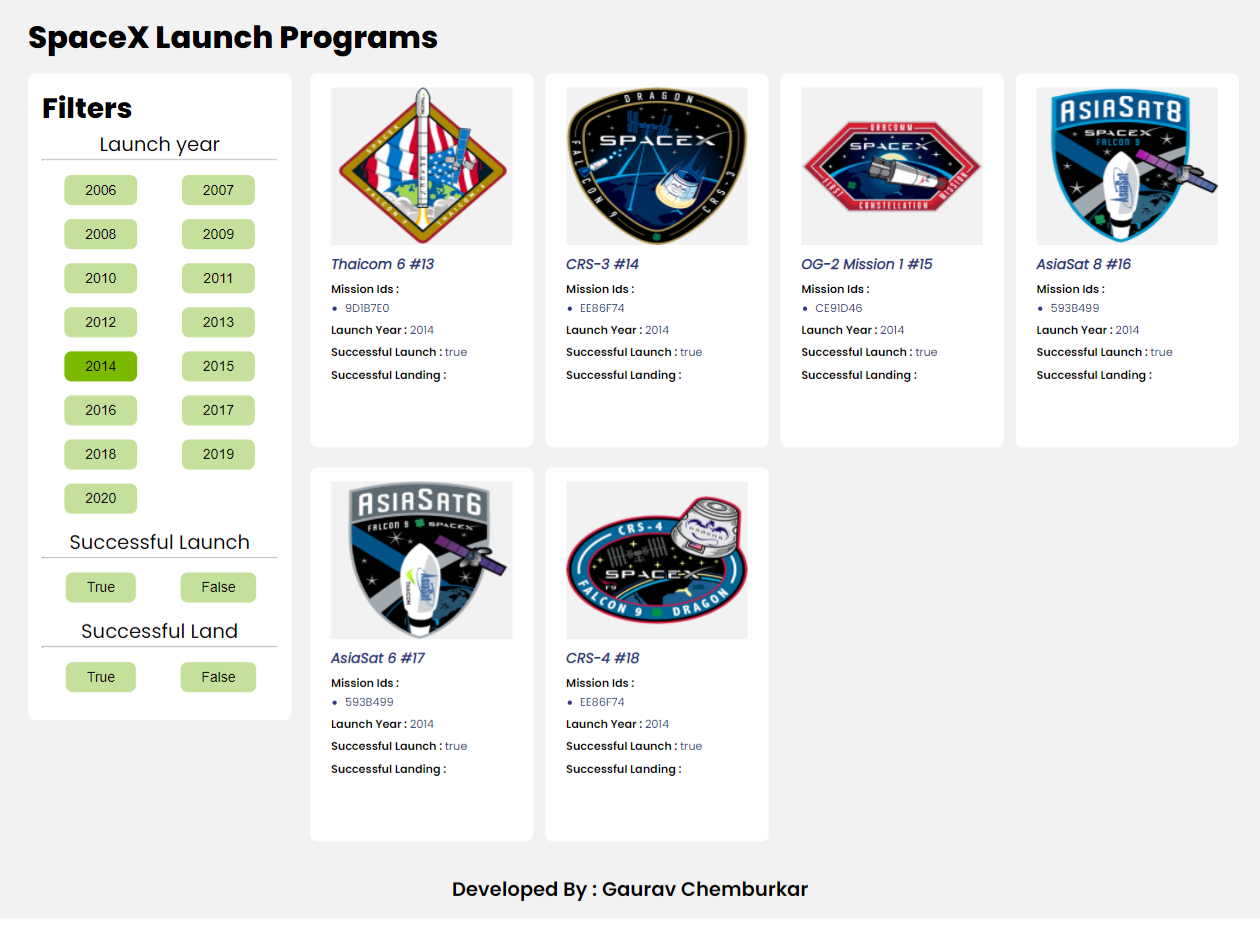 SpaceX Launch Programs
Filters
Launch year
2006 2007
2008 2009
2010 2011
2012 2013
2014 2015
2016 2017
2018 2019
2020
Successful Launch
True False
Successful Land
True False
SPACEX
SPACEX
THAICOM
FALCON 9
THAICOM-6
Thaicom 6 #13
Mission Ids :
9D1B7E0
Launch Year : 2014
Successful Launch : true
Successful Landing :
DRAGON
SPACEX
FALCON 9
CRS-3
CRS-3 #14
Mission Ids :
EE86F74
Launch Year : 2014
Successful Launch : true
Successful Landing :
ORBCOMM
SPACEX
FIRST
CONSTELLATION
MISSION
OG-2 Mission 1 #15
Mission Ids :
CE91D46
Launch Year : 2014
Successful Launch : true
Successful Landing :
ASIASAT8
SPACEX
FALCON 9
AsiaSat
AsiaSat 8 #16
Mission Ids :
593B499
Launch Year : 2014
Successful Launch : true
Successful Landing :
ASIASAT6
FALCON 9 SPACEX
AsiaSat
THAICOM
AsiaSat 6 #17
Mission Ids :
593B499
Launch Year : 2014
Successful Launch : true
Successful Landing :
CRS-4
DRAGON
SPACEX
F9
FALCON 9 DRAGON
CRS-4 #18
Mission Ids :
EE86F74
Launch Year : 2014
Successful Launch : true
Successful Landing :
Developed By : Gaurav Chemburkar